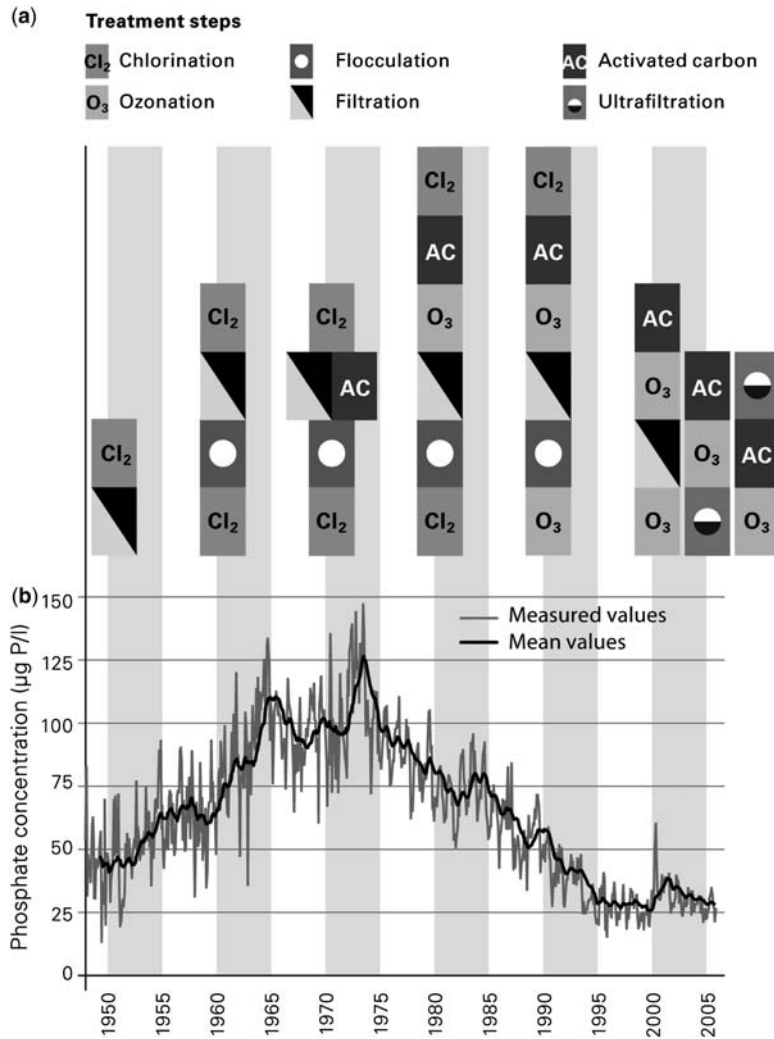 (a)
Treatment steps
Cl₂ Chlorination
Flocculation
AC Activated carbon
O₃ Ozonation
Filtration
Ultrafiltration
Cl₂ Cl₂
AC AC
Cl₂ Cl₂ O₃ O₃ AC
Cl₂ AC O₃ AC
Cl₂ O₃ AC
Cl₂ Cl₂ Cl₂ O₃ O₃ O₃
(b)
Phosphate concentration (µg P/l)
150
125
100
75
50
25
0
Measured values
Mean values
1950 1955 1960 1965 1970 1975 1980 1985 1990 1995 2000 2005